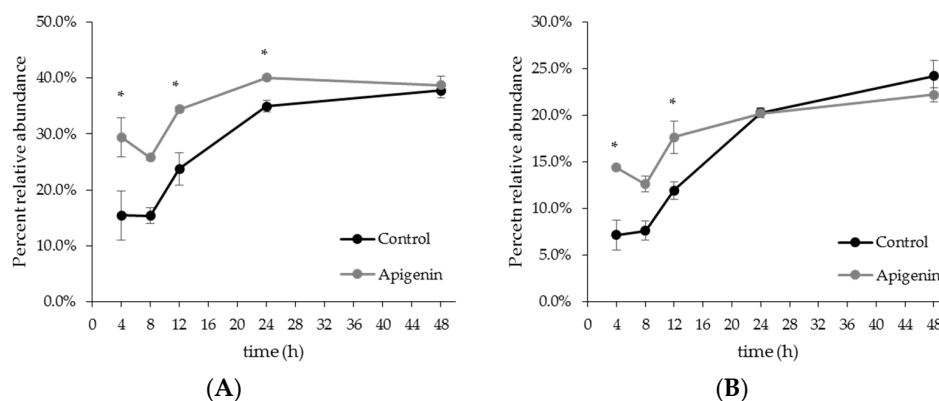 50.0%
40.0%
30.0%
20.0%
10.0%
0.0%
Percent relative abundance
* * *
Control
Apigenin
0 4 8 12 16 20 24 28 32 36 40 44 48
time (h)
(A)
30.0%
25.0%
20.0%
15.0%
10.0%
5.0%
0.0%
Percetn relative abundance
* *
Control
Apigenin
0 4 8 12 16 20 24 28 32 36 40 44 48
time (h)
(B)